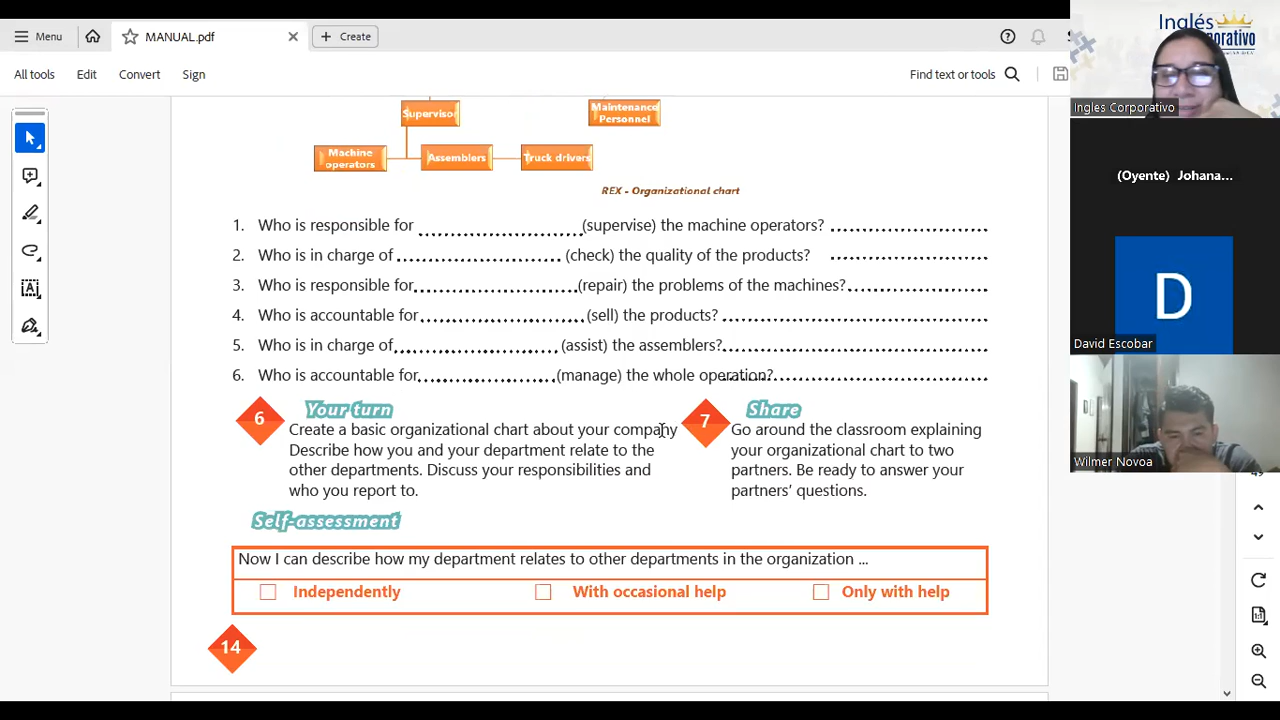 Menu
MANUAL.pdf
Create
All tools
Edit
Convert
Sign
Find text or tools
Inglés
Ingles Corporativo
(Oyente) Johana...
D
David Escobar
Wilmer Novoa
Supervisor
Maintenance
Personnel
Machine
operators
Assemblers
Truck drivers
REX - Organizational chart
1. Who is responsible for (supervise) the machine operators?
2. Who is in charge of (check) the quality of the products?
3. Who is responsible for (repair) the problems of the machines?
4. Who is accountable for (sell) the products?
5. Who is in charge of (assist) the assemblers?
6. Who is accountable for (manage) the whole operation?
6
Your turn
Create a basic organizational chart about your company
Describe how you and your department relate to the
other departments. Discuss your responsibilities and
who you report to.
7
Share
Go around the classroom explaining
your organizational chart to two
partners. Be ready to answer your
partners' questions.
Self-assessment
Now I can describe how my department relates to other departments in the organization ...
Independently
With occasional help
Only with help
14